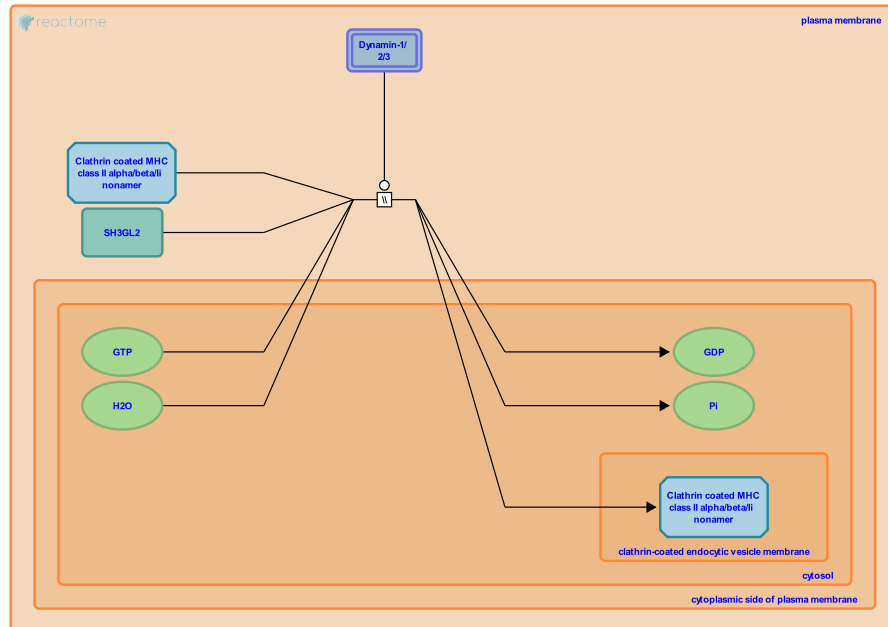 reactome
plasma membrane
Dynamin-1/
2/3
Clathrin coated MHC
class II alpha/beta/Ii
nonamer
\\
SH3GL2
GTP
GDP
H2O
Pi
Clathrin coated MHC
class II alpha/beta/Ii
nonamer
clathrin-coated endocytic vesicle membrane
cytosol
cytoplasmic side of plasma membrane